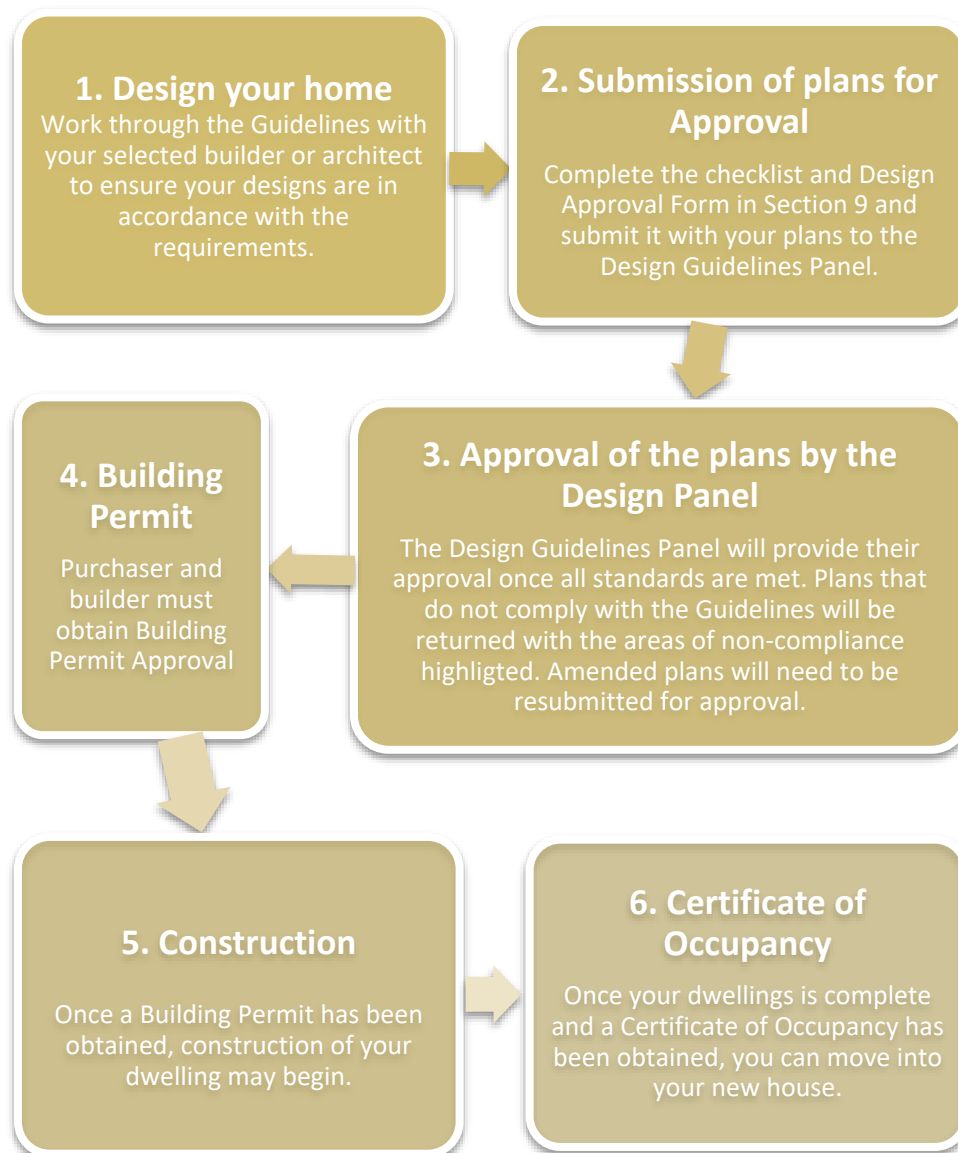 1. Design your home
Work through the Guidelines with
your selected builder or architect
to ensure your designs are in
accordance with the
requirements.
2. Submission of plans for
Approval
Complete the checklist and Design
Approval Form in Section 9 and
submit it with your plans to the
Design Guidelines Panel.
3. Approval of the plans by the
Design Panel
The Design Guidelines Panel will provide their
approval once all standards are met. Plans that
do not comply with the Guidelines will be
returned with the areas of non-compliance
highligted. Amended plans will need to be
resubmitted for approval.
4. Building
Permit
Purchaser and
builder must
obtain Building
Permit Approval
5. Construction
Once a Building Permit has been
obtained, construction of your
dwelling may begin.
6. Certificate of
Occupancy
Once your dwellings is complete
and a Certificate of Occupancy has
been obtained, you can move into
your new house.